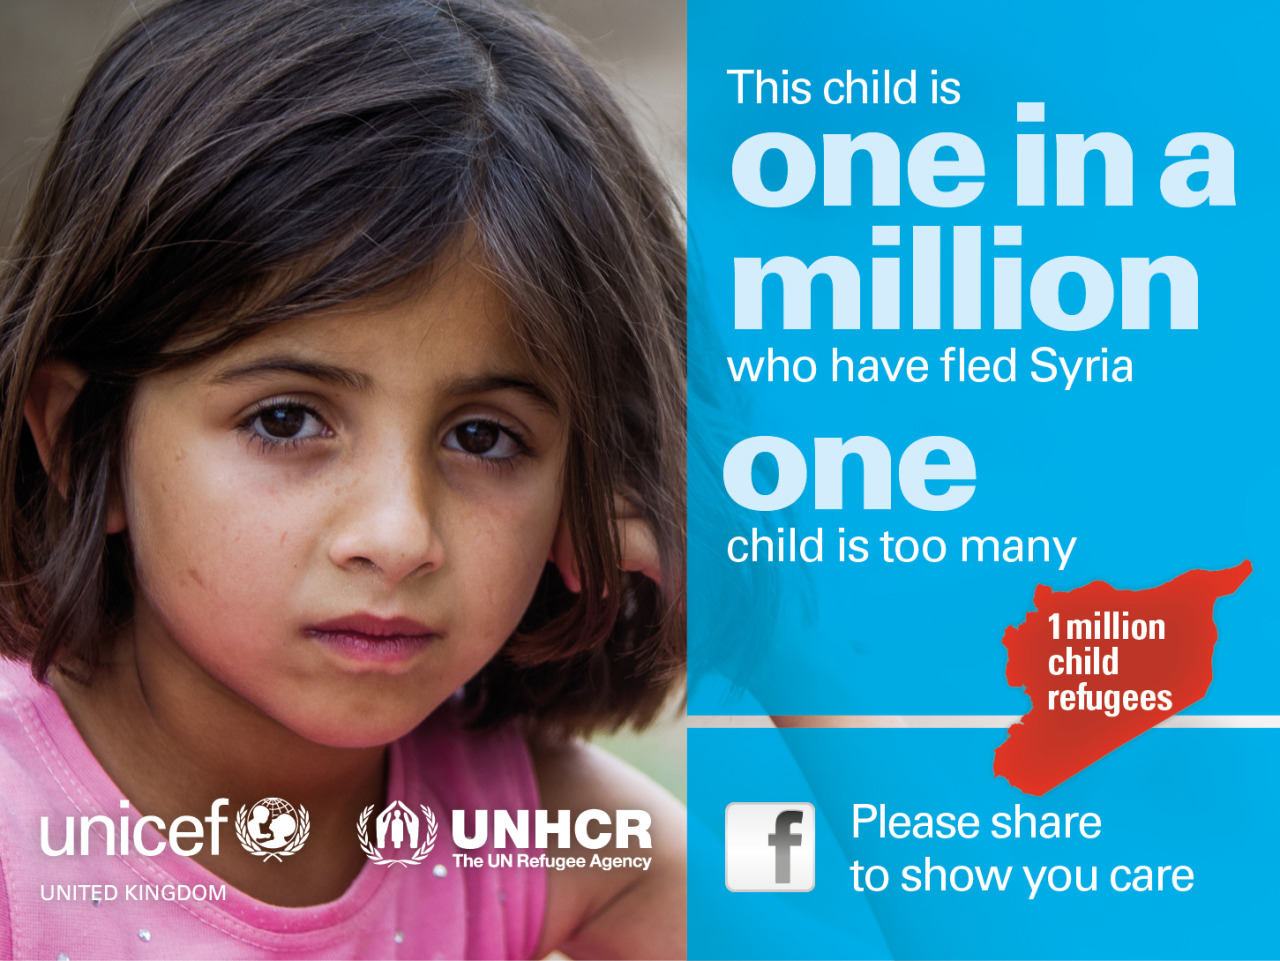 This child is
one in a
million
who have fled Syria
one
child is too many
1 million
child
refugees
unicef
UNITED KINGDOM
UNHCR
The UN Refugee Agency
f
Please share
to show you care